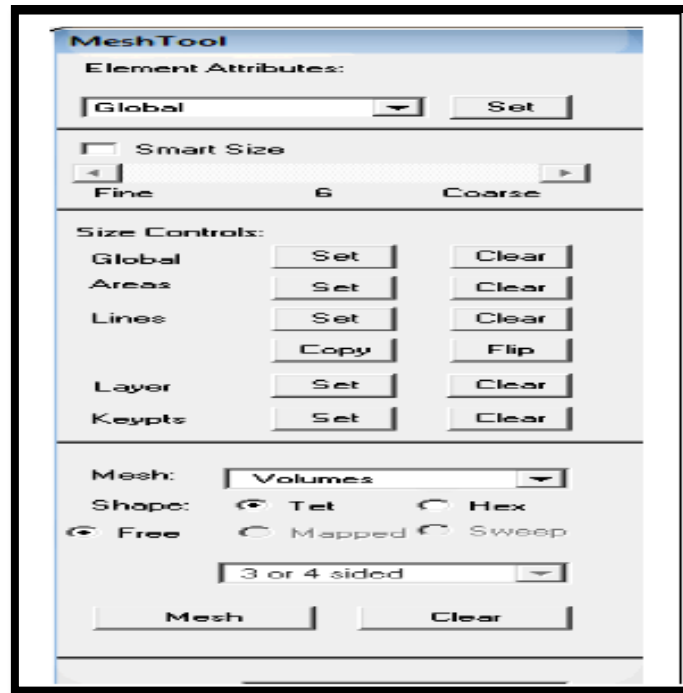 MeshTool
Element Attributes:
Global Set
Smart Size
Fine 6 Coarse
Size Controls:
Global Set Clear
Areas Set Clear
Lines Set Clear
Copy Flip
Layer Set Clear
Keypts Set Clear
Mesh: Volumes
Shape: Tet Hex
Free Mapped Sweep
3 or 4 sided
Mesh Clear